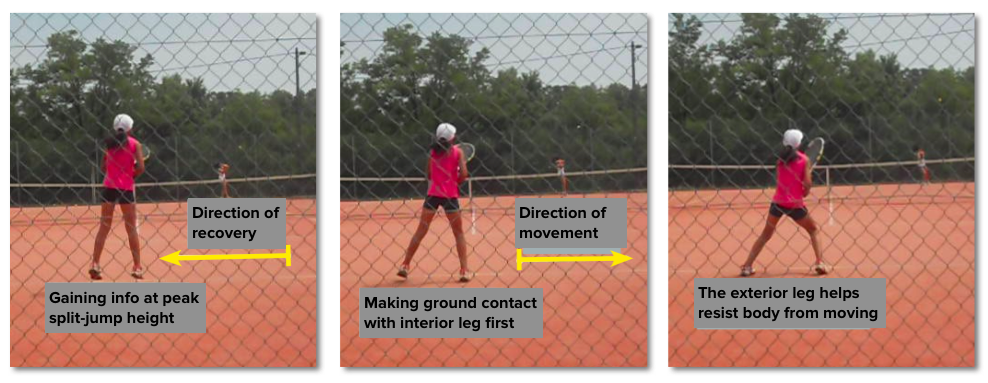 Direction of
recovery
Gaining info at peak
split-jump height
Direction of
movement
Making ground contact
with interior leg first
The exterior leg helps
resist body from moving